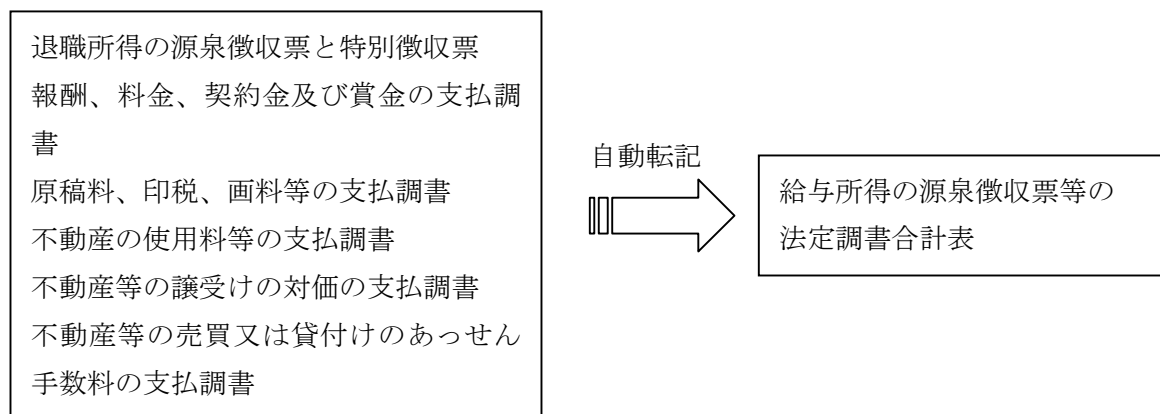 退職所得の源泉徴収票と特別徴収票
報酬、料金、契約金及び賞金の支払調
書
原稿料、印税、画料等の支払調書
不動産の使用料等の支払調書
不動産等の譲受けの対価の支払調書
不動産等の売買又は貸付けのあっせん
手数料の支払調書
自動転記
給与所得の源泉徴収票等の
法定調書合計表